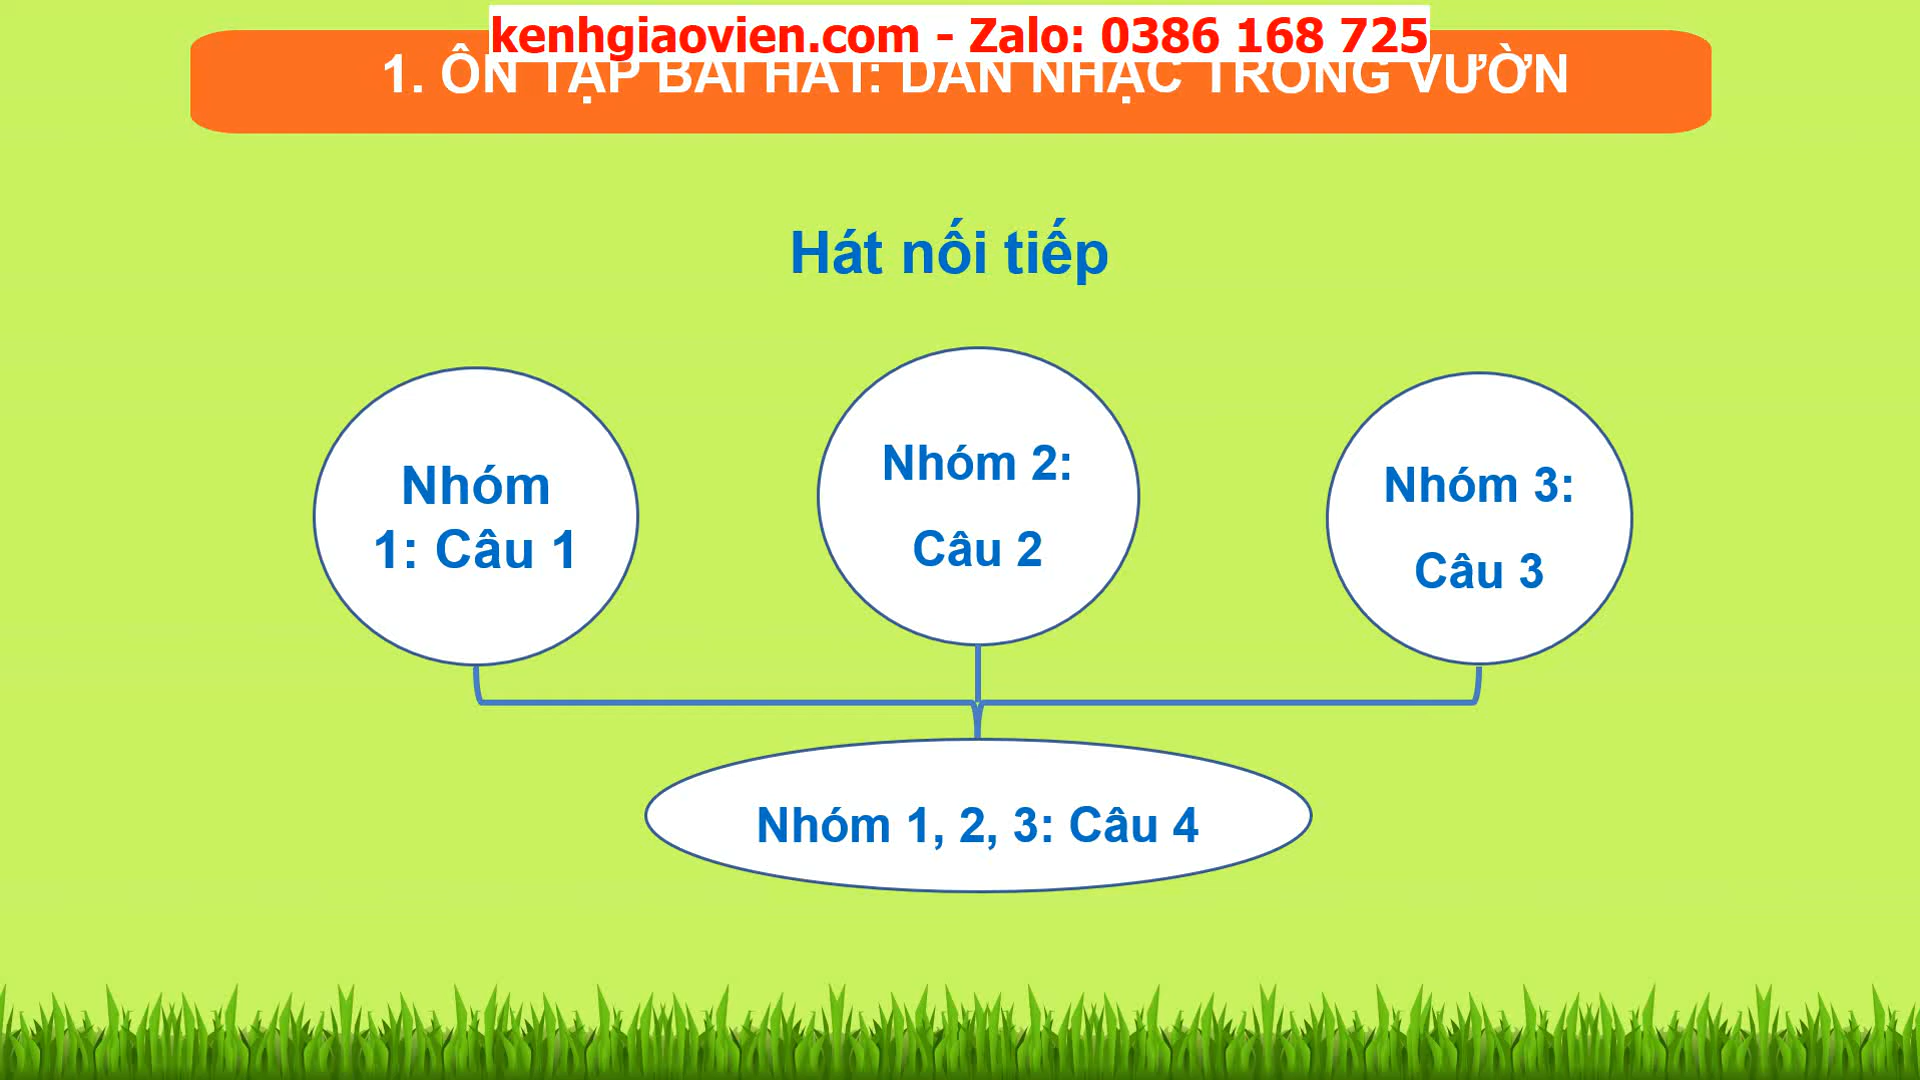 kenhgiaovien.com - Zalo: 0386 168 725
1. ÔN TẬP BÀI HÁT: DÀN NHẠC TRONG VƯỜN
Hát nối tiếp
Nhóm
1: Câu 1
Nhóm 2:
Câu 2
Nhóm 3:
Câu 3
Nhóm 1, 2, 3: Câu 4